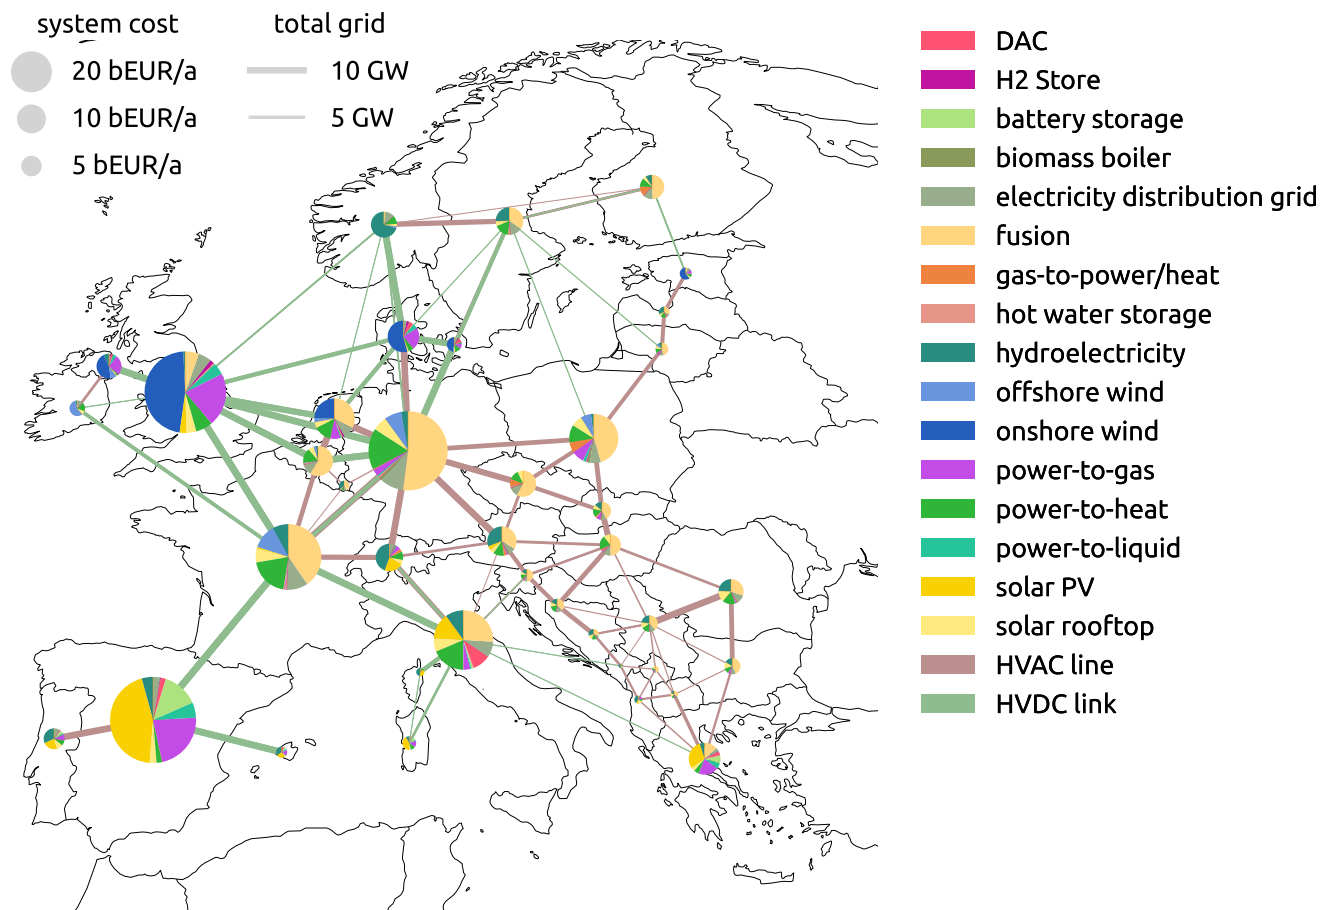 system cost
total grid
20 bEUR/a
10 GW
10 bEUR/a
5 GW
5 bEUR/a
DAC
H2 Store
battery storage
biomass boiler
electricity distribution grid
fusion
gas-to-power/heat
hot water storage
hydroelectricity
offshore wind
onshore wind
power-to-gas
power-to-heat
power-to-liquid
solar PV
solar rooftop
HVAC line
HVDC link